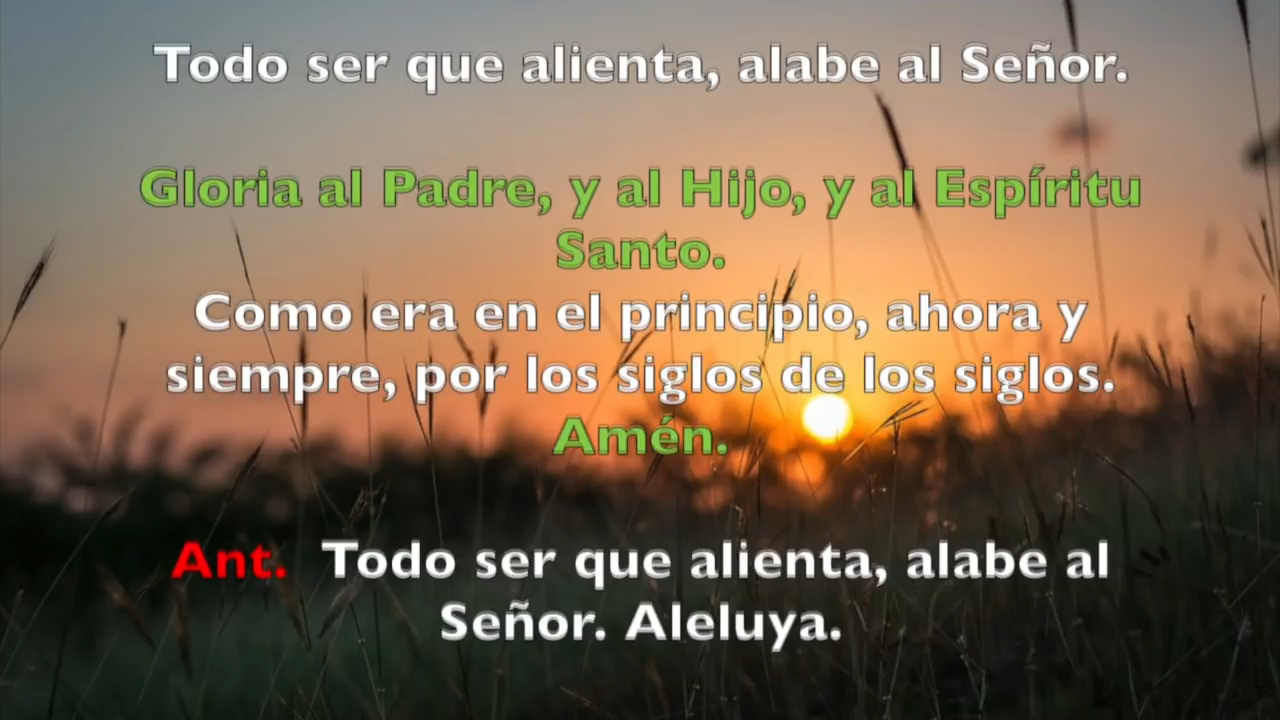 Todo ser que alienta, alabe al Señor.
Gloria al Padre, y al Hijo, y al Espíritu
Santo.
Como era en el principio, ahora y
siempre, por los siglos de los siglos.
Amén.
Ant. Todo ser que alienta, alabe al
Señor. Aleluya.